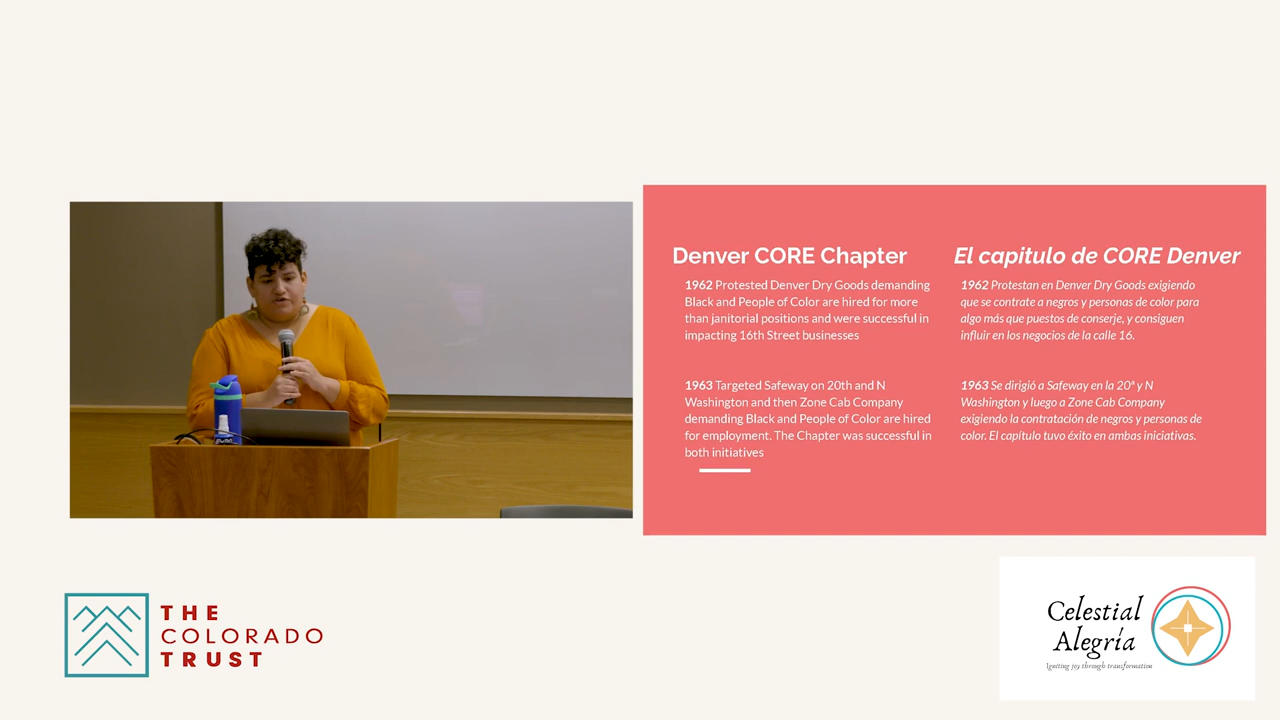 Denver CORE Chapter
1962 Protested Denver Dry Goods demanding
Black and People of Color are hired for more
than janitorial positions and were successful in
impacting 16th Street businesses
1963 Targeted Safeway on 20th and N
Washington and then Zone Cab Company
demanding Black and People of Color are hired
for employment. The Chapter was successful in
both initiatives
El capitulo de CORE Denver
1962 Protestan en Denver Dry Goods exigiendo
que se contrate a negros y personas de color para
algo más que puestos de conserje, y consiguen
influir en los negocios de la calle 16.
1963 Se dirigió a Safeway en la 20ª y N
Washington y luego a Zone Cab Company
exigiendo la contratación de negros y personas de
color. El capítulo tuvo éxito en ambas iniciativas.
THE
COLORADO
TRUST
Celestial
Alegría
Igniting joy through transformation